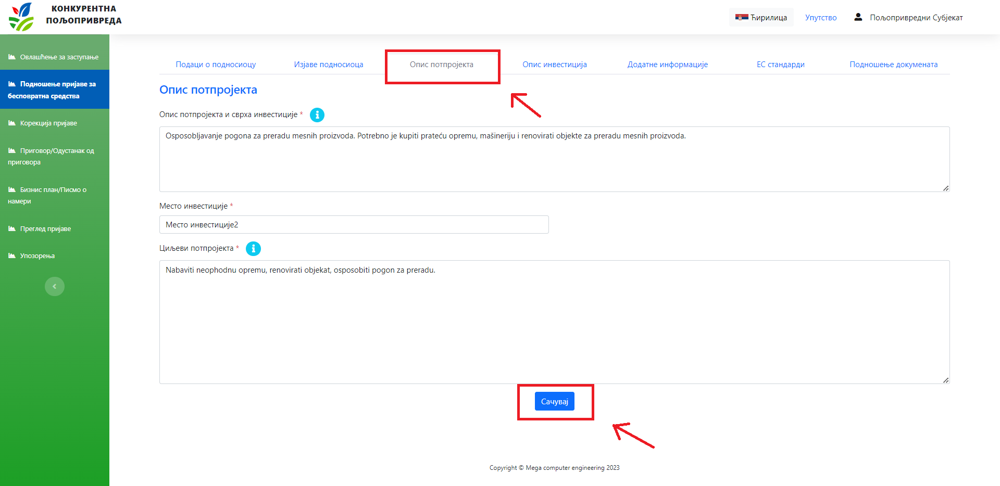 КОНКУРЕНТНА
ПОЉОПРИВРЕДА
Ћирилица
Упутство
Пољопривредни Субјекат
Овлашћење за заступање
Подношење пријаве за
бесповратна средства
Корекција пријаве
Приговор/Одустанак од
приговора
Бизнис план/Писмо о
намери
Преглед пријаве
Упозорења
Подаци о подносиоцу
Изјаве подносиоца
Опис потпројекта
Опис инвестиција
Додатне информације
ЕС стандарди
Подношење докумената
Опис потпројекта
Опис потпројекта и сврха инвестиције *
Osposobljavanje pogona za preradu mesnih proizvoda. Potrebno je kupiti prateću opremu, mašineriju i renovirati objekte za preradu mesnih proizvoda.
Место инвестиције *
Место инвестиције2
Циљеви потпројекта *
Nabaviti neophodnu opremu, renovirati objekat, osposobiti pogon za preradu.
Сачувај
Copyright © Mega computer engineering 2023